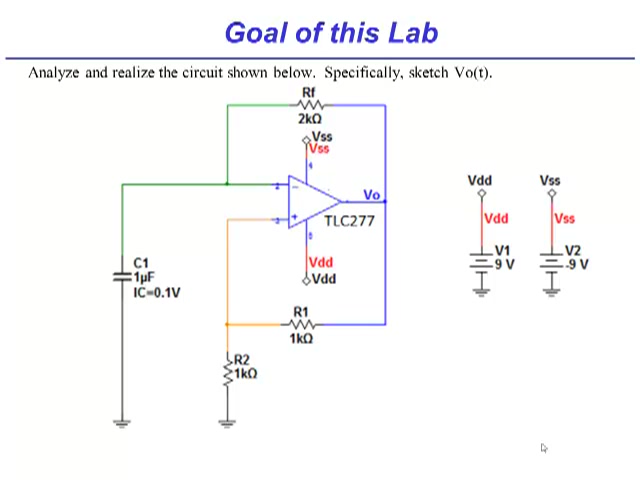 Goal of this Lab
Analyze and realize the circuit shown below. Specifically, sketch Vo(t).
Rf
2kΩ
Vss
Vss
4
2
-
Vo
3
+
TLC277
8
Vdd
Vdd
C1
1μF
IC=0.1V
R1
1kΩ
R2
1kΩ
Vdd
Vdd
V1
9 V
Vss
Vss
V2
-9 V